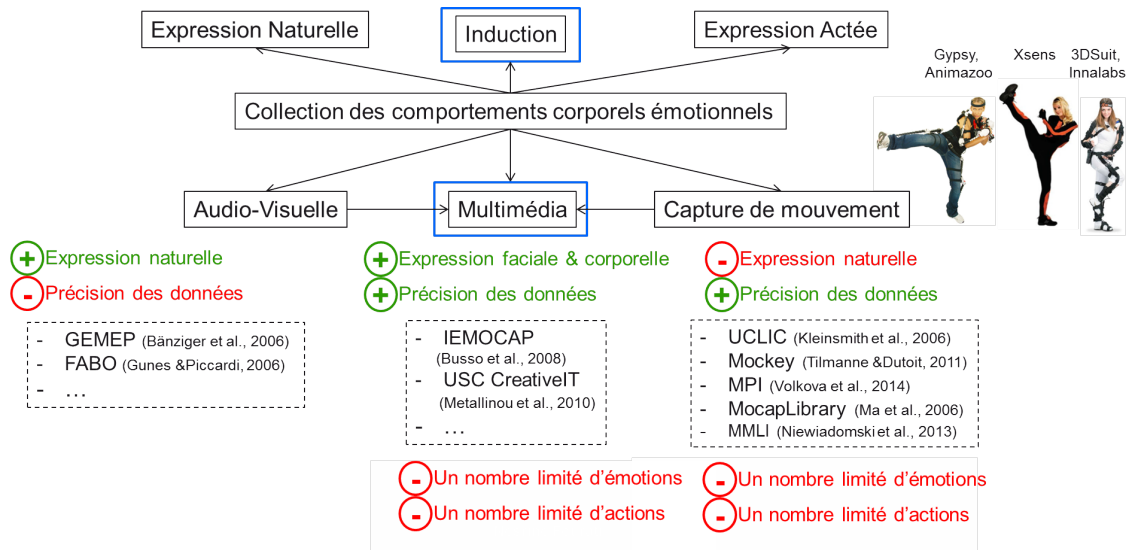 Expression Naturelle
Induction
Expression Actée
Gypsy,
Animazoo
Xsens
3DSuit,
Innalabs
Collection des comportements corporels émotionnels
Audio-Visuelle
Multimédia
Capture de mouvement
+ Expression naturelle
- Précision des données
- GEMEP (Bänziger et al., 2006)
- FABO (Gunes &Piccardi, 2006)
- …
+ Expression faciale & corporelle
+ Précision des données
- IEMOCAP
(Busso et al., 2008)
- USC CreativeIT
(Metallinou et al., 2010)
- …
- Un nombre limité d'émotions
- Un nombre limité d'actions
- Expression naturelle
+ Précision des données
- UCLIC (Kleinsmith et al., 2006)
- Mockey (Tilmanne &Dutoit, 2011)
- MPI (Volkova et al., 2014)
- MocapLibrary (Ma et al., 2006)
- MMLI (Niewiadomski et al., 2013)
- Un nombre limité d'émotions
- Un nombre limité d'actions